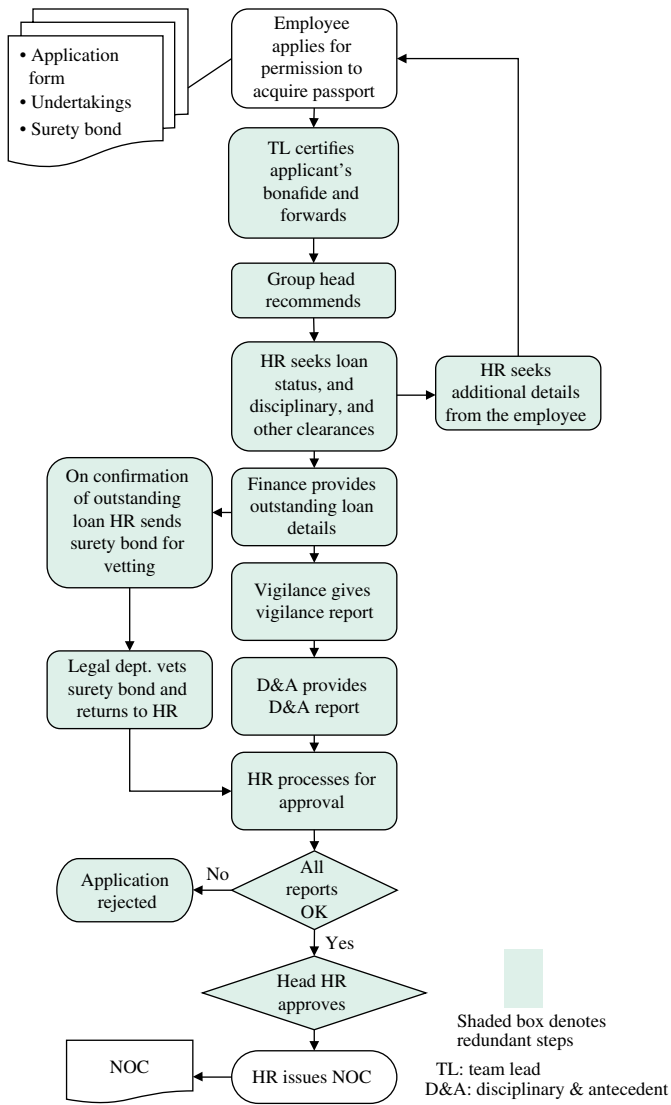 • Application
form
• Undertakings
• Surety bond
Employee
applies for
permission to
acquire passport
TL certifies
applicant’s
bonafide and
forwards
Group head
recommends
HR seeks loan
status, and
disciplinary, and
other clearances
HR seeks
additional details
from the employee
On confirmation
of outstanding
loan HR sends
surety bond for
vetting
Finance provides
outstanding loan
details
Vigilance gives
vigilance report
Legal dept. vets
surety bond and
returns to HR
D&A provides
D&A report
HR processes for
approval
All
reports
OK
No
Application
rejected
Yes
Head HR
approves
HR issues NOC
NOC
Shaded box denotes
redundant steps
TL: team lead
D&A: disciplinary & antecedent